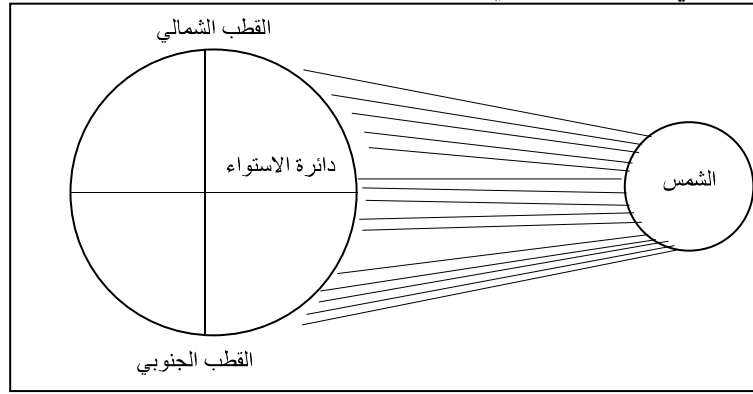 القطب الشمالي
دائرة الاستواء
الشمس
القطب الجنوبي